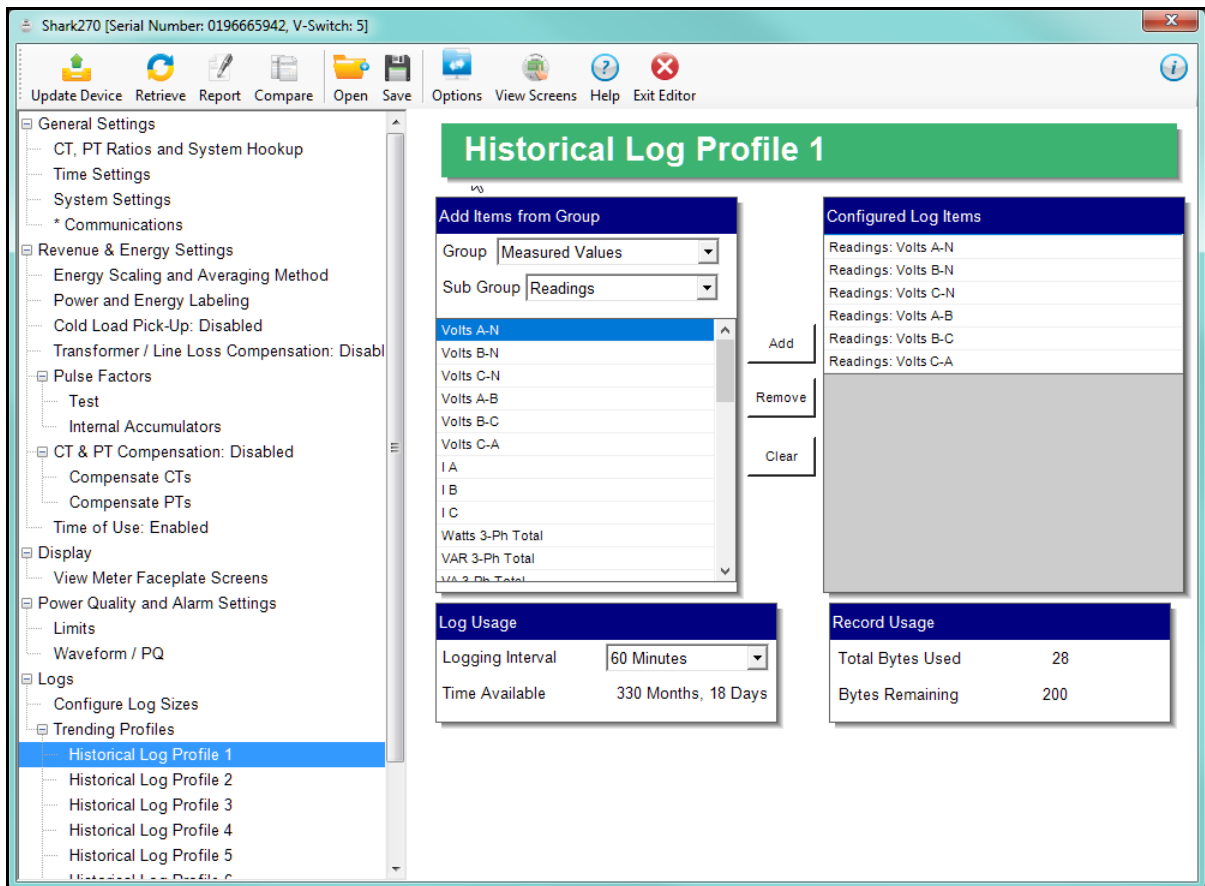 Shark270 [Serial Number: 0196665942, V-Switch: 5]
Update Device Retrieve Report Compare Open Save Options View Screens Help Exit Editor
General Settings
CT, PT Ratios and System Hookup
Time Settings
System Settings
* Communications
Revenue & Energy Settings
Energy Scaling and Averaging Method
Power and Energy Labeling
Cold Load Pick-Up: Disabled
Transformer / Line Loss Compensation: Disabl
Pulse Factors
Test
Internal Accumulators
CT & PT Compensation: Disabled
Compensate CTs
Compensate PTs
Time of Use: Enabled
Display
View Meter Faceplate Screens
Power Quality and Alarm Settings
Limits
Waveform / PQ
Logs
Configure Log Sizes
Trending Profiles
Historical Log Profile 1
Historical Log Profile 2
Historical Log Profile 3
Historical Log Profile 4
Historical Log Profile 5
Historical Log Profile 6
Historical Log Profile 1
Add Items from Group
Group Measured Values
Sub Group Readings
Volts A-N
Volts B-N
Volts C-N
Volts A-B
Volts B-C
Volts C-A
I A
I B
I C
Watts 3-Ph Total
VAR 3-Ph Total
VA 3-Ph Total
Add
Remove
Clear
Configured Log Items
Readings: Volts A-N
Readings: Volts B-N
Readings: Volts C-N
Readings: Volts A-B
Readings: Volts B-C
Readings: Volts C-A
Log Usage
Logging Interval 60 Minutes
Time Available 330 Months, 18 Days
Record Usage
Total Bytes Used 28
Bytes Remaining 200